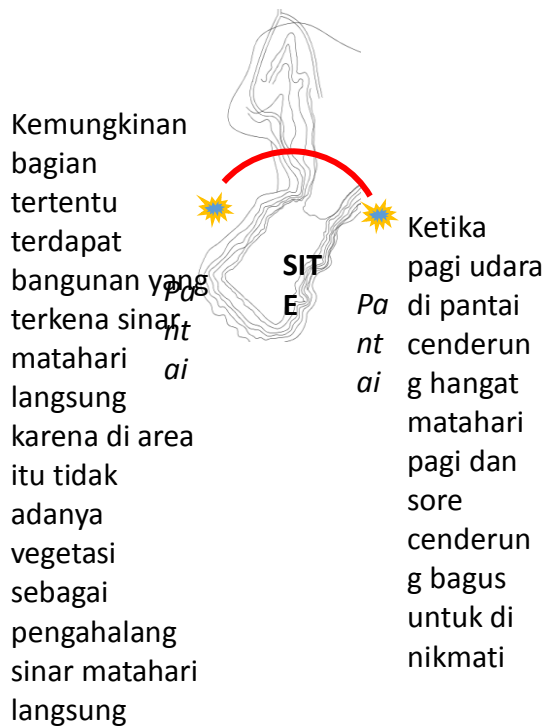 Kemungkinan
bagian
tertentu
terdapat
bangunan yang
terkena sinar
matahari
langsung
karena di area
itu tidak
adanya
vegetasi
sebagai
pengahalang
sinar matahari
langsung
Pa
nt
ai
SIT
E
Pa
nt
ai
Ketika
pagi udara
di pantai
cenderun
g hangat
matahari
pagi dan
sore
cenderun
g bagus
untuk di
nikmati